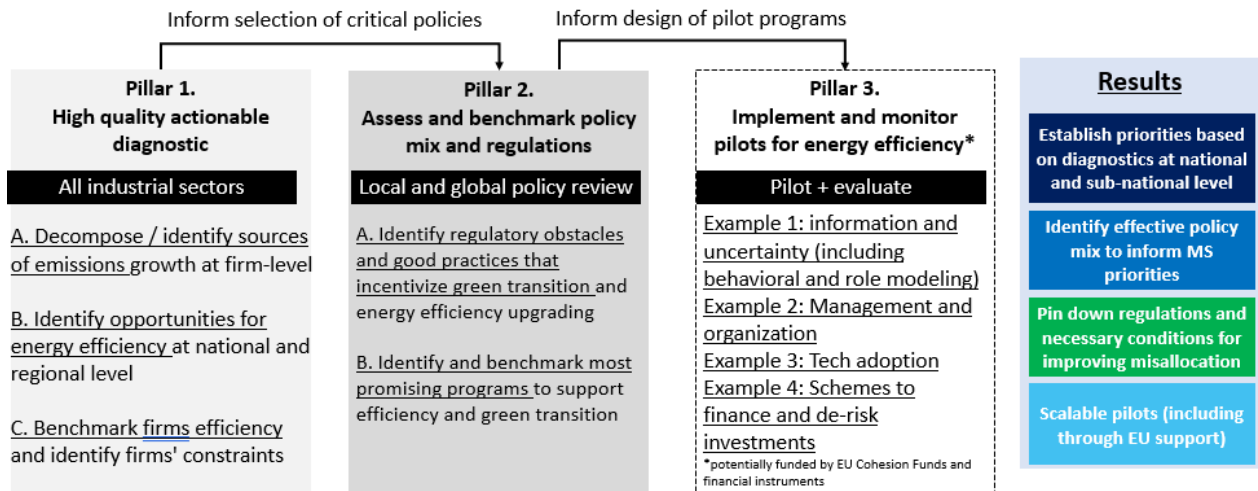 Inform selection of critical policies
Inform design of pilot programs
Pillar 1.
High quality actionable
diagnostic
All industrial sectors
A. Decompose / identify sources
of emissions growth at firm-level
B. Identify opportunities for
energy efficiency at national and
regional level
C. Benchmark firms efficiency
and identify firms' constraints
Pillar 2.
Assess and benchmark policy
mix and regulations
Local and global policy review
A. Identify regulatory obstacles
and good practices that
incentivize green transition and
energy efficiency upgrading
B. Identify and benchmark most
promising programs to support
efficiency and green transition
Pillar 3.
Implement and monitor
pilots for energy efficiency*
Pilot + evaluate
Example 1: information and
uncertainty (including
behavioral and role modeling)
Example 2: Management and
organization
Example 3: Tech adoption
Example 4: Schemes to
finance and de-risk
investments
*potentially funded by EU Cohesion Funds and
financial instruments
Results
Establish priorities based
on diagnostics at national
and sub-national level
Identify effective policy
mix to inform MS
priorities
Pin down regulations and
necessary conditions for
improving misallocation
Scalable pilots (including
through EU support)